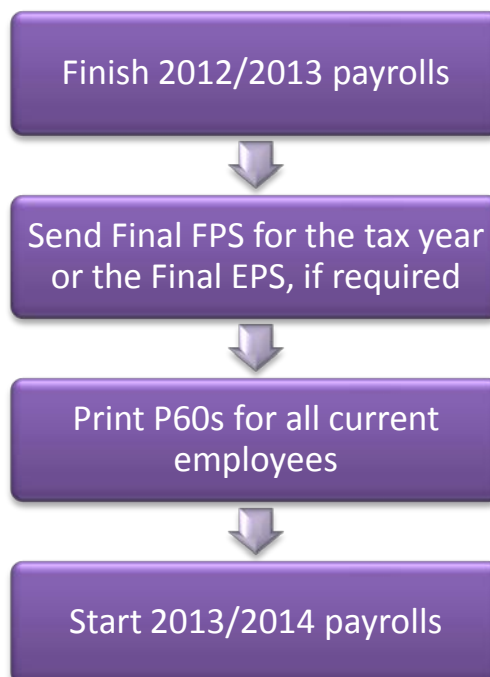 Finish 2012/2013 payrolls
Send Final FPS for the tax year
or the Final EPS, if required
Print P60s for all current
employees
Start 2013/2014 payrolls